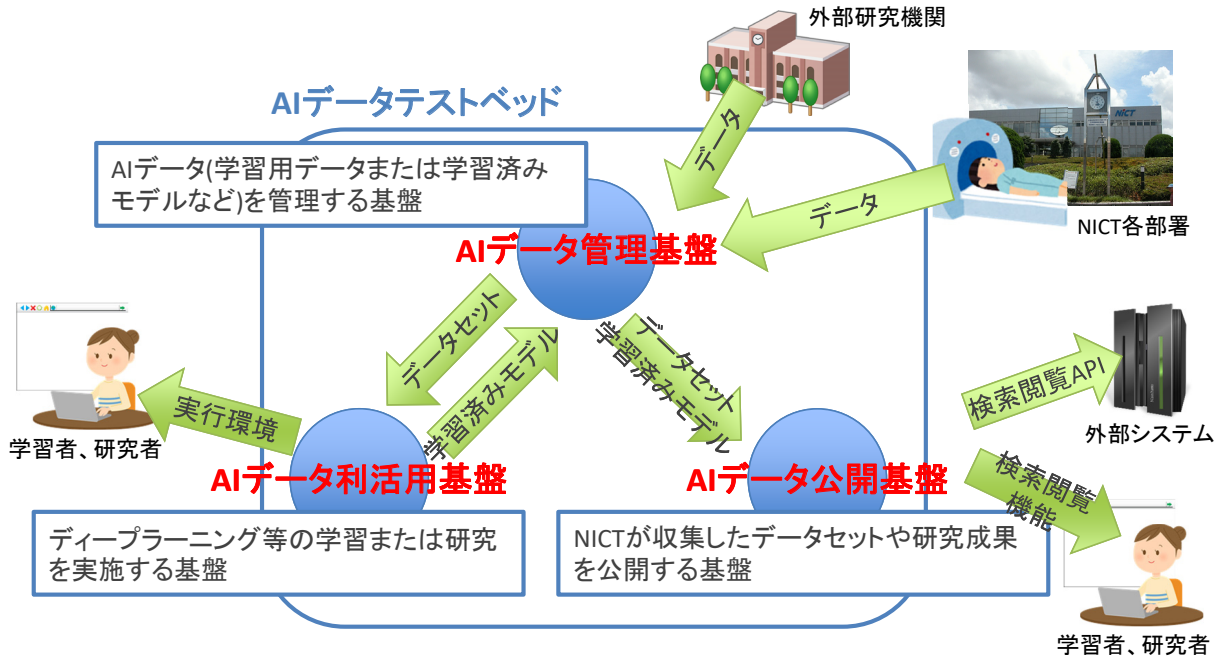 外部研究機関
AIデータテストベッド
NICT
データ
AIデータ(学習用データまたは学習済み
モデルなど)を管理する基盤
データ
NICT各部署
AIデータ管理基盤
データセット
学習済みモデル
データセット
学習済みモデル
検索閲覧API
外部システム
実行環境
学習者、研究者
AIデータ利活用基盤
AIデータ公開基盤
検索閲覧
機能
ディープラーニング等の学習または研究
を実施する基盤
NICTが収集したデータセットや研究成果
を公開する基盤
学習者、研究者